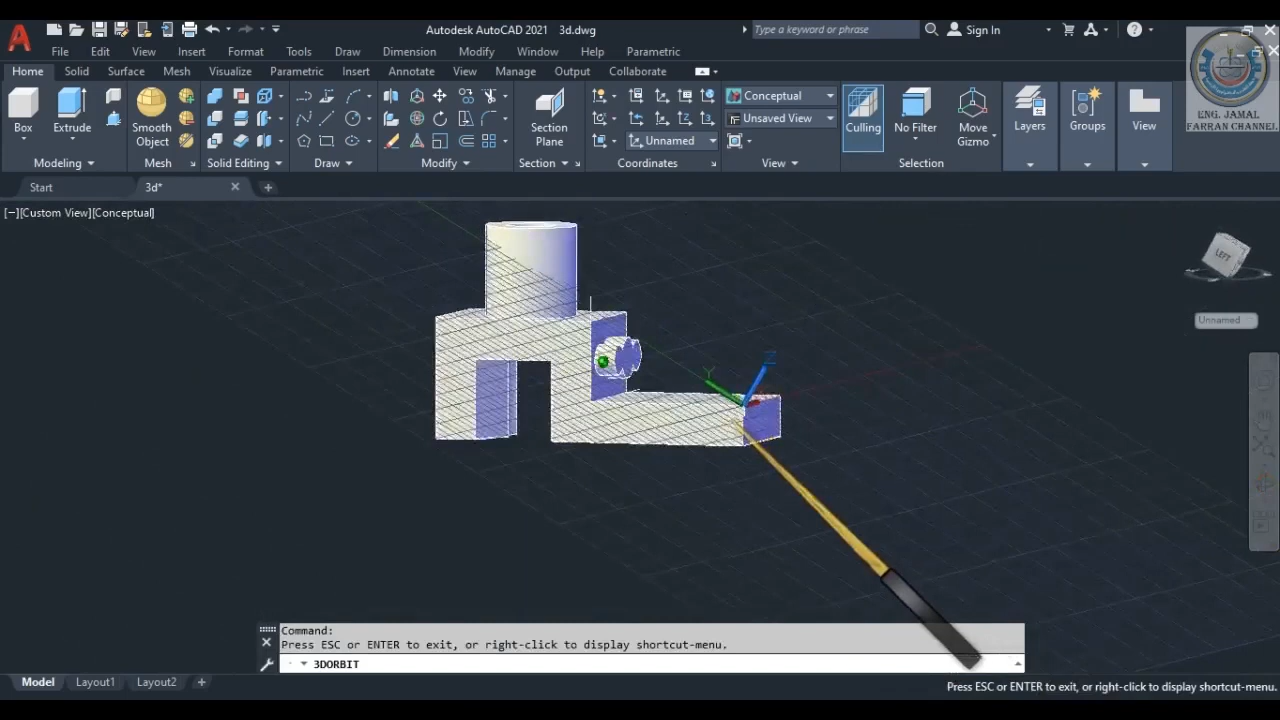 Autodesk AutoCAD 2021 3d.dwg
Type a keyword or phrase
Sign In
File Edit View Insert Format Tools Draw Dimension Modify Window Help Parametric
Home Solid Surface Mesh Visualize Parametric Insert Annotate View Manage Output Collaborate
Box
Extrude
Smooth
Object
Section
Plane
Unnamed
Conceptual
Unsaved View
Culling
No Filter
Move
Gizmo
Layers
Groups
View
ENG. JAMAL
FARRAN CHANNEL
Modeling Mesh Solid Editing Draw Modify Section Coordinates View Selection
Start 3d*
[−][Custom View][Conceptual]
LEFT
Unnamed
Z
Y
Command:
Press ESC or ENTER to exit, or right-click to display shortcut-menu.
3DORBIT
Model Layout1 Layout2 +
Press ESC or ENTER to exit, or right-click to display shortcut-menu.